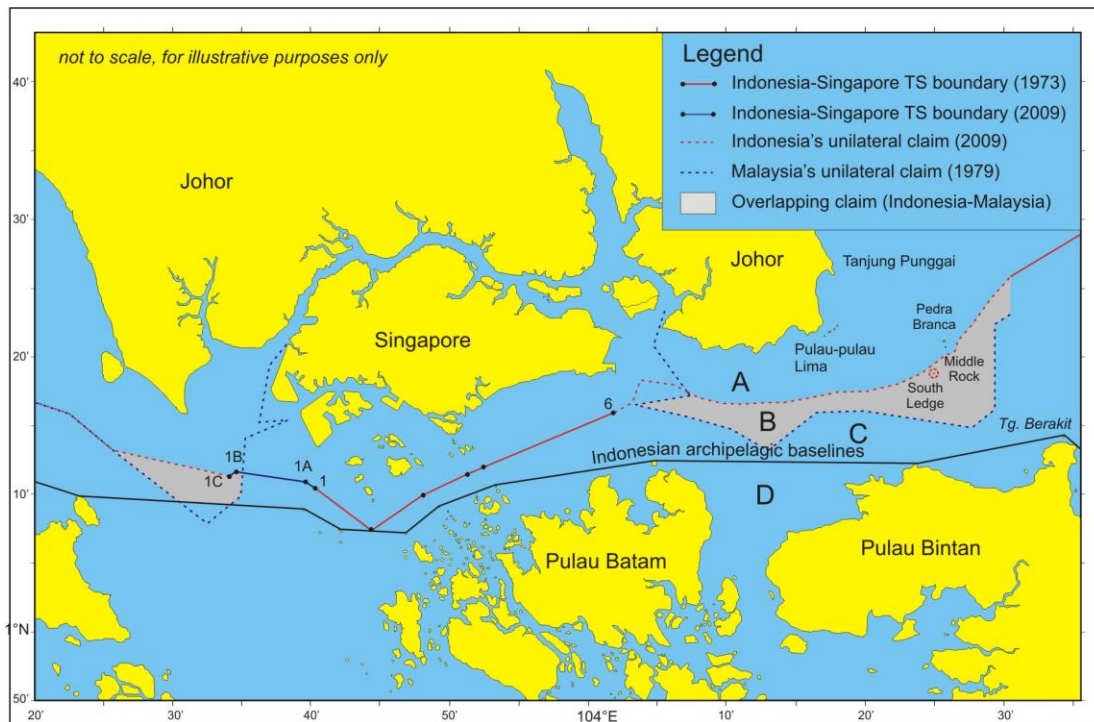 not to scale, for illustrative purposes only
Legend
Indonesia-Singapore TS boundary (1973)
Indonesia-Singapore TS boundary (2009)
Indonesia's unilateral claim (2009)
Malaysia's unilateral claim (1979)
Overlapping claim (Indonesia-Malaysia)
40'
Johor
30'
Johor
Tanjung Punggai
Pedra
Branca
Singapore
20'
Pulau-pulau
Lima
Middle
Rock
South
Ledge
A
6
B
C
Tg. Berakit
1B
1A
1C
1
Indonesian archipelagic baselines
10'
D
Pulau Batam
Pulau Bintan
1°N
50'
20'
30'
40'
50'
104°E
10'
20'
30'